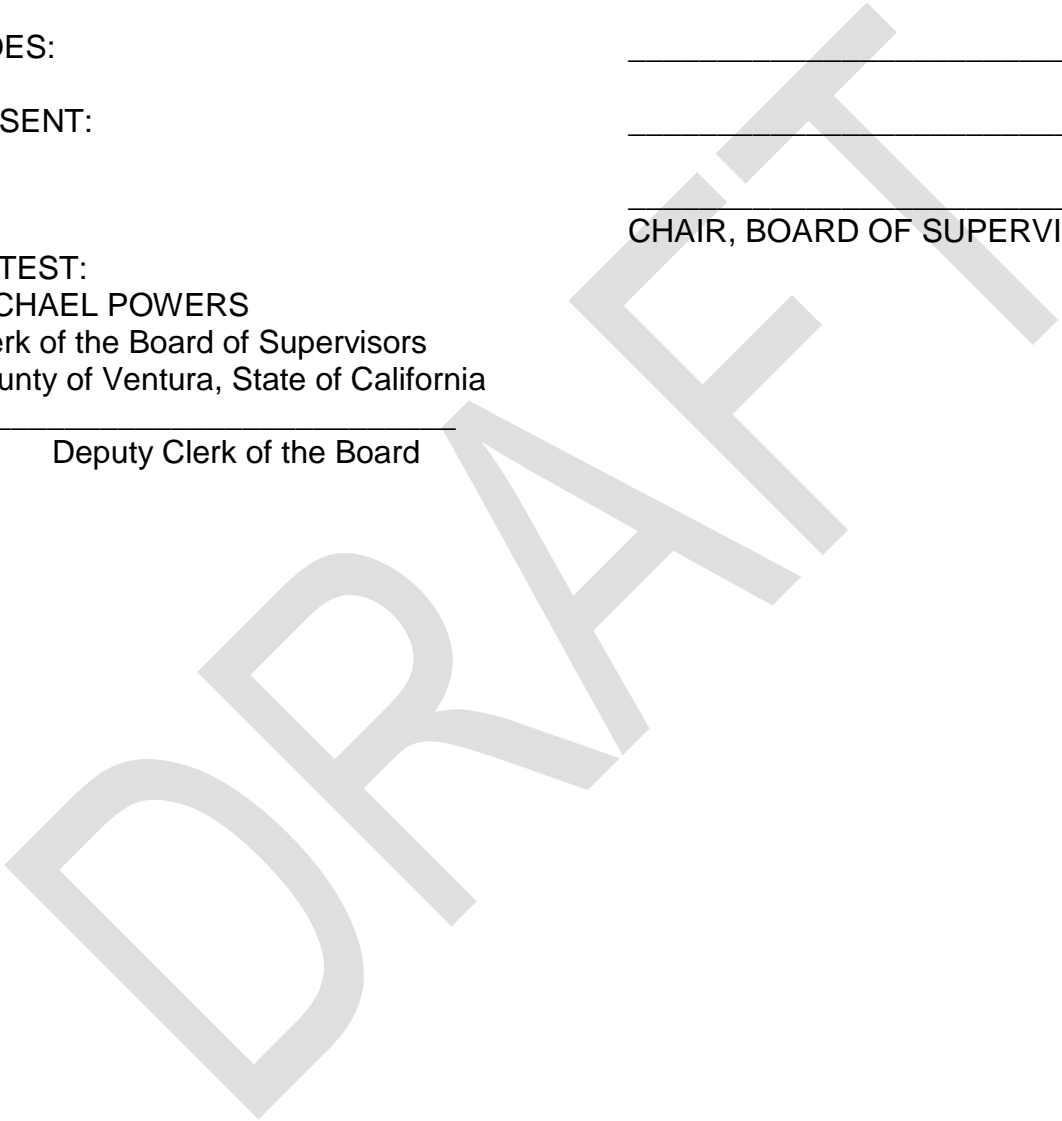 OES:
SENT:
CHAIR, BOARD OF SUPERVI
TEST:
CHAEL POWERS
erk of the Board of Supervisors
unty of Ventura, State of California
Deputy Clerk of the Board
DRAFT